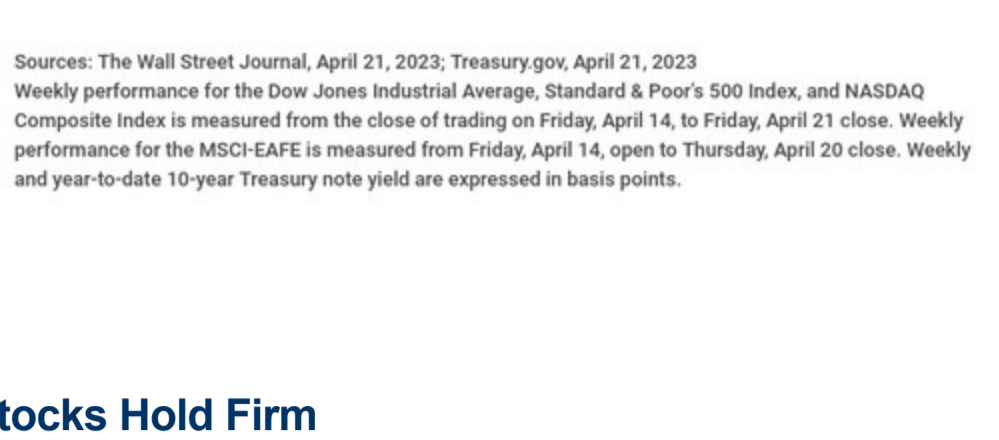 Sources: The Wall Street Journal, April 21, 2023; Treasury.gov, April 21, 2023
Weekly performance for the Dow Jones Industrial Average, Standard & Poor's 500 Index, and NASDAQ
Composite Index is measured from the close of trading on Friday, April 14, to Friday, April 21 close. Weekly
performance for the MSCI-EAFE is measured from Friday, April 14, open to Thursday, April 20 close. Weekly
and year-to-date 10-year Treasury note yield are expressed in basis points.
tocks Hold Firm